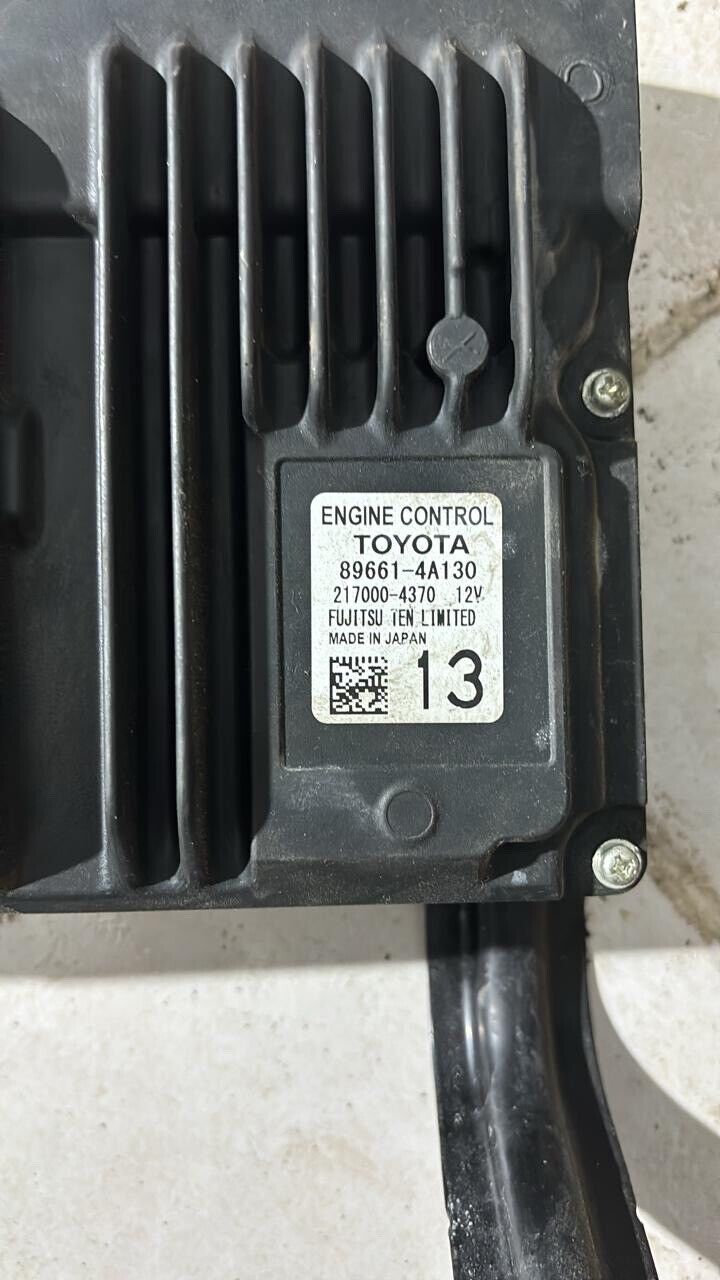 ENGINE CONTROL
TOYOTA
89661-4A130
217000-4370 12V
FUJITSU TEN LIMITED
MADE IN JAPAN
13